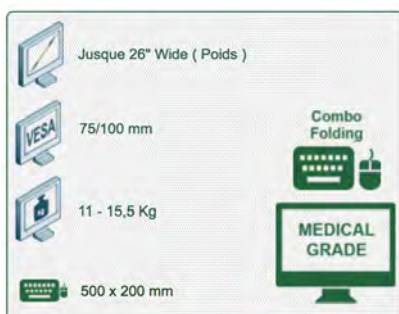 Jusque 26" Wide ( Poids )
VESA
75/100 mm
KG
11 - 15,5 Kg
500 x 200 mm
Combo
Folding
MEDICAL
GRADE